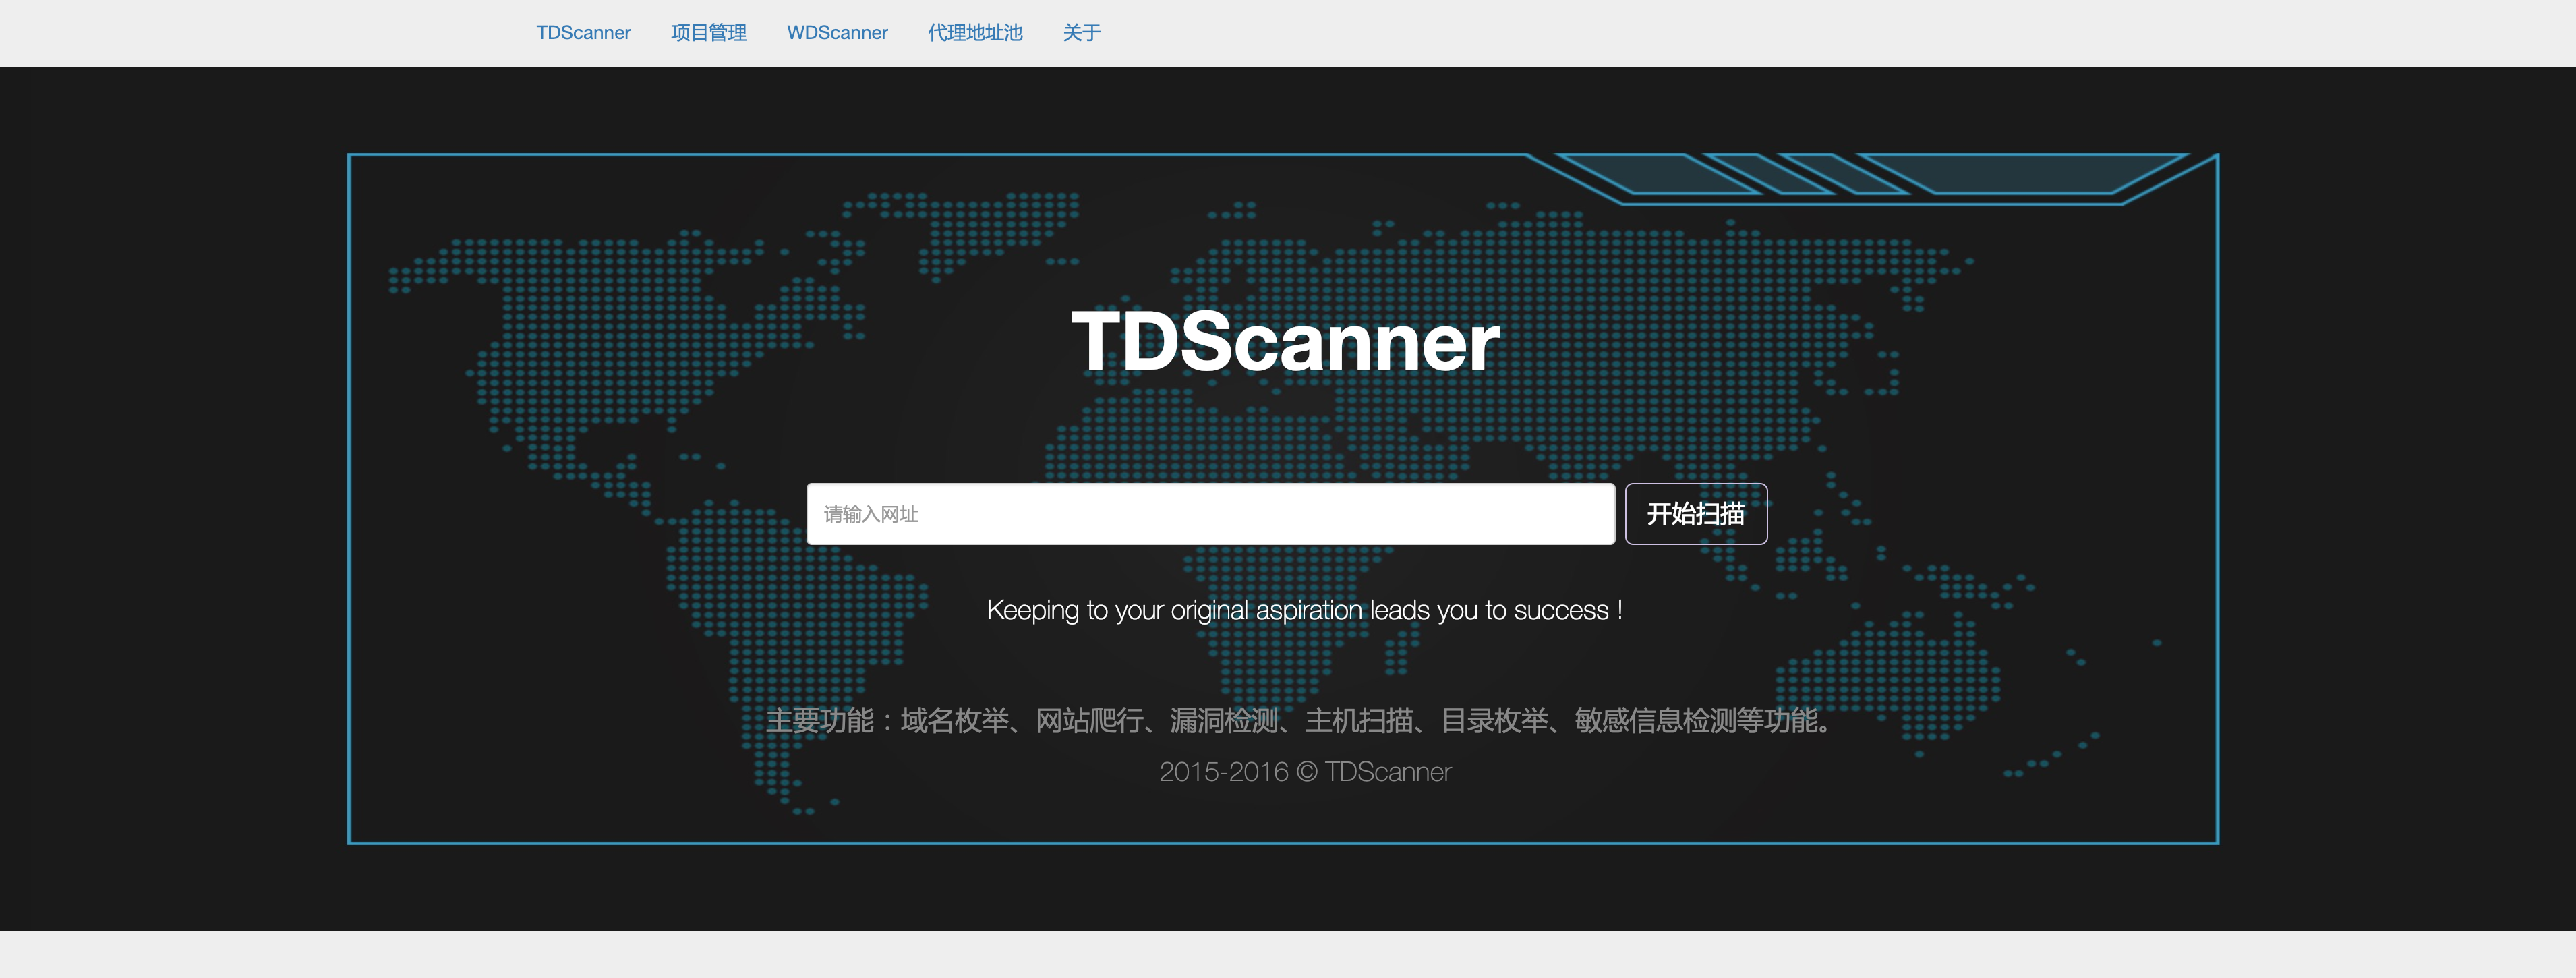 TDScanner 项目管理 WDScanner 代理地址池 关于
TDScanner
请输入网址 开始扫描
Keeping to your original aspiration leads you to success !
主要功能：域名枚举、网站爬行、漏洞检测、主机扫描、目录枚举、敏感信息检测等功能。
2015-2016 © TDScanner